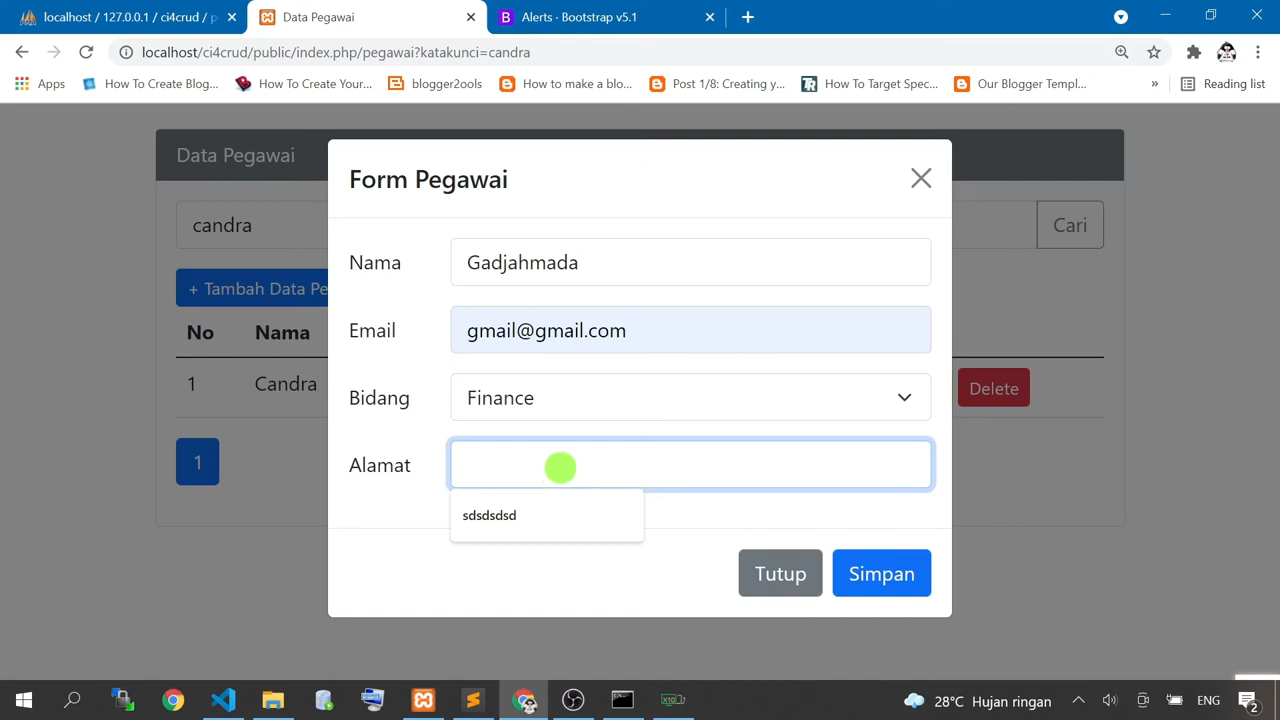 localhost / 127.0.0.1 / ci4crud / p
Data Pegawai
Alerts · Bootstrap v5.1
localhost/ci4crud/public/index.php/pegawai?katakunci=candra
Apps
How To Create Blog...
How To Create Your...
blogger2ools
How to make a blo...
Post 1/8: Creating y...
How To Target Spec...
Our Blogger Templ...
»
Reading list
Data Pegawai
candra
Cari
+ Tambah Data Pe
No
Nama
1
Candra
Delete
1
Form Pegawai
Nama
Gadjahmada
Email
gmail@gmail.com
Bidang
Finance
Alamat
sdsdsdsd
Tutup
Simpan
28°C Hujan ringan
ENG
2